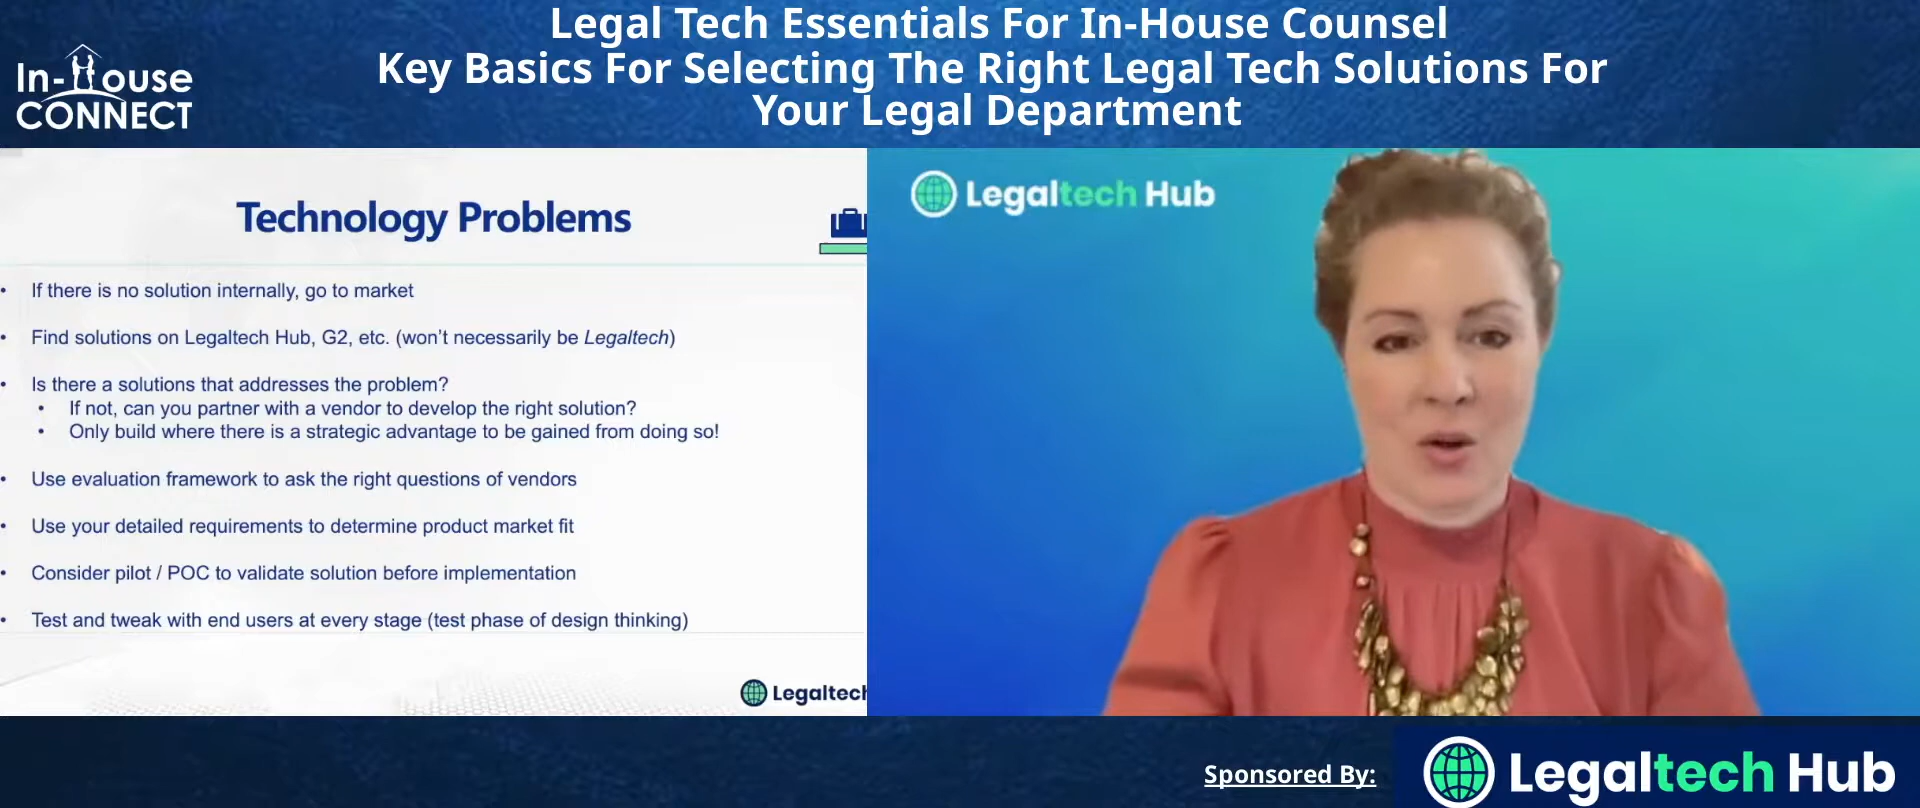 Legal Tech Essentials For In-House Counsel
Key Basics For Selecting The Right Legal Tech Solutions For
Your Legal Department
In-House
CONNECT
Technology Problems
• If there is no solution internally, go to market
• Find solutions on Legaltech Hub, G2, etc. (won't necessarily be Legaltech)
• Is there a solutions that addresses the problem?
• If not, can you partner with a vendor to develop the right solution?
• Only build where there is a strategic advantage to be gained from doing so!
• Use evaluation framework to ask the right questions of vendors
• Use your detailed requirements to determine product market fit
• Consider pilot / POC to validate solution before implementation
• Test and tweak with end users at every stage (test phase of design thinking)
Legaltech
Legaltech Hub
Sponsored By:
Legaltech Hub